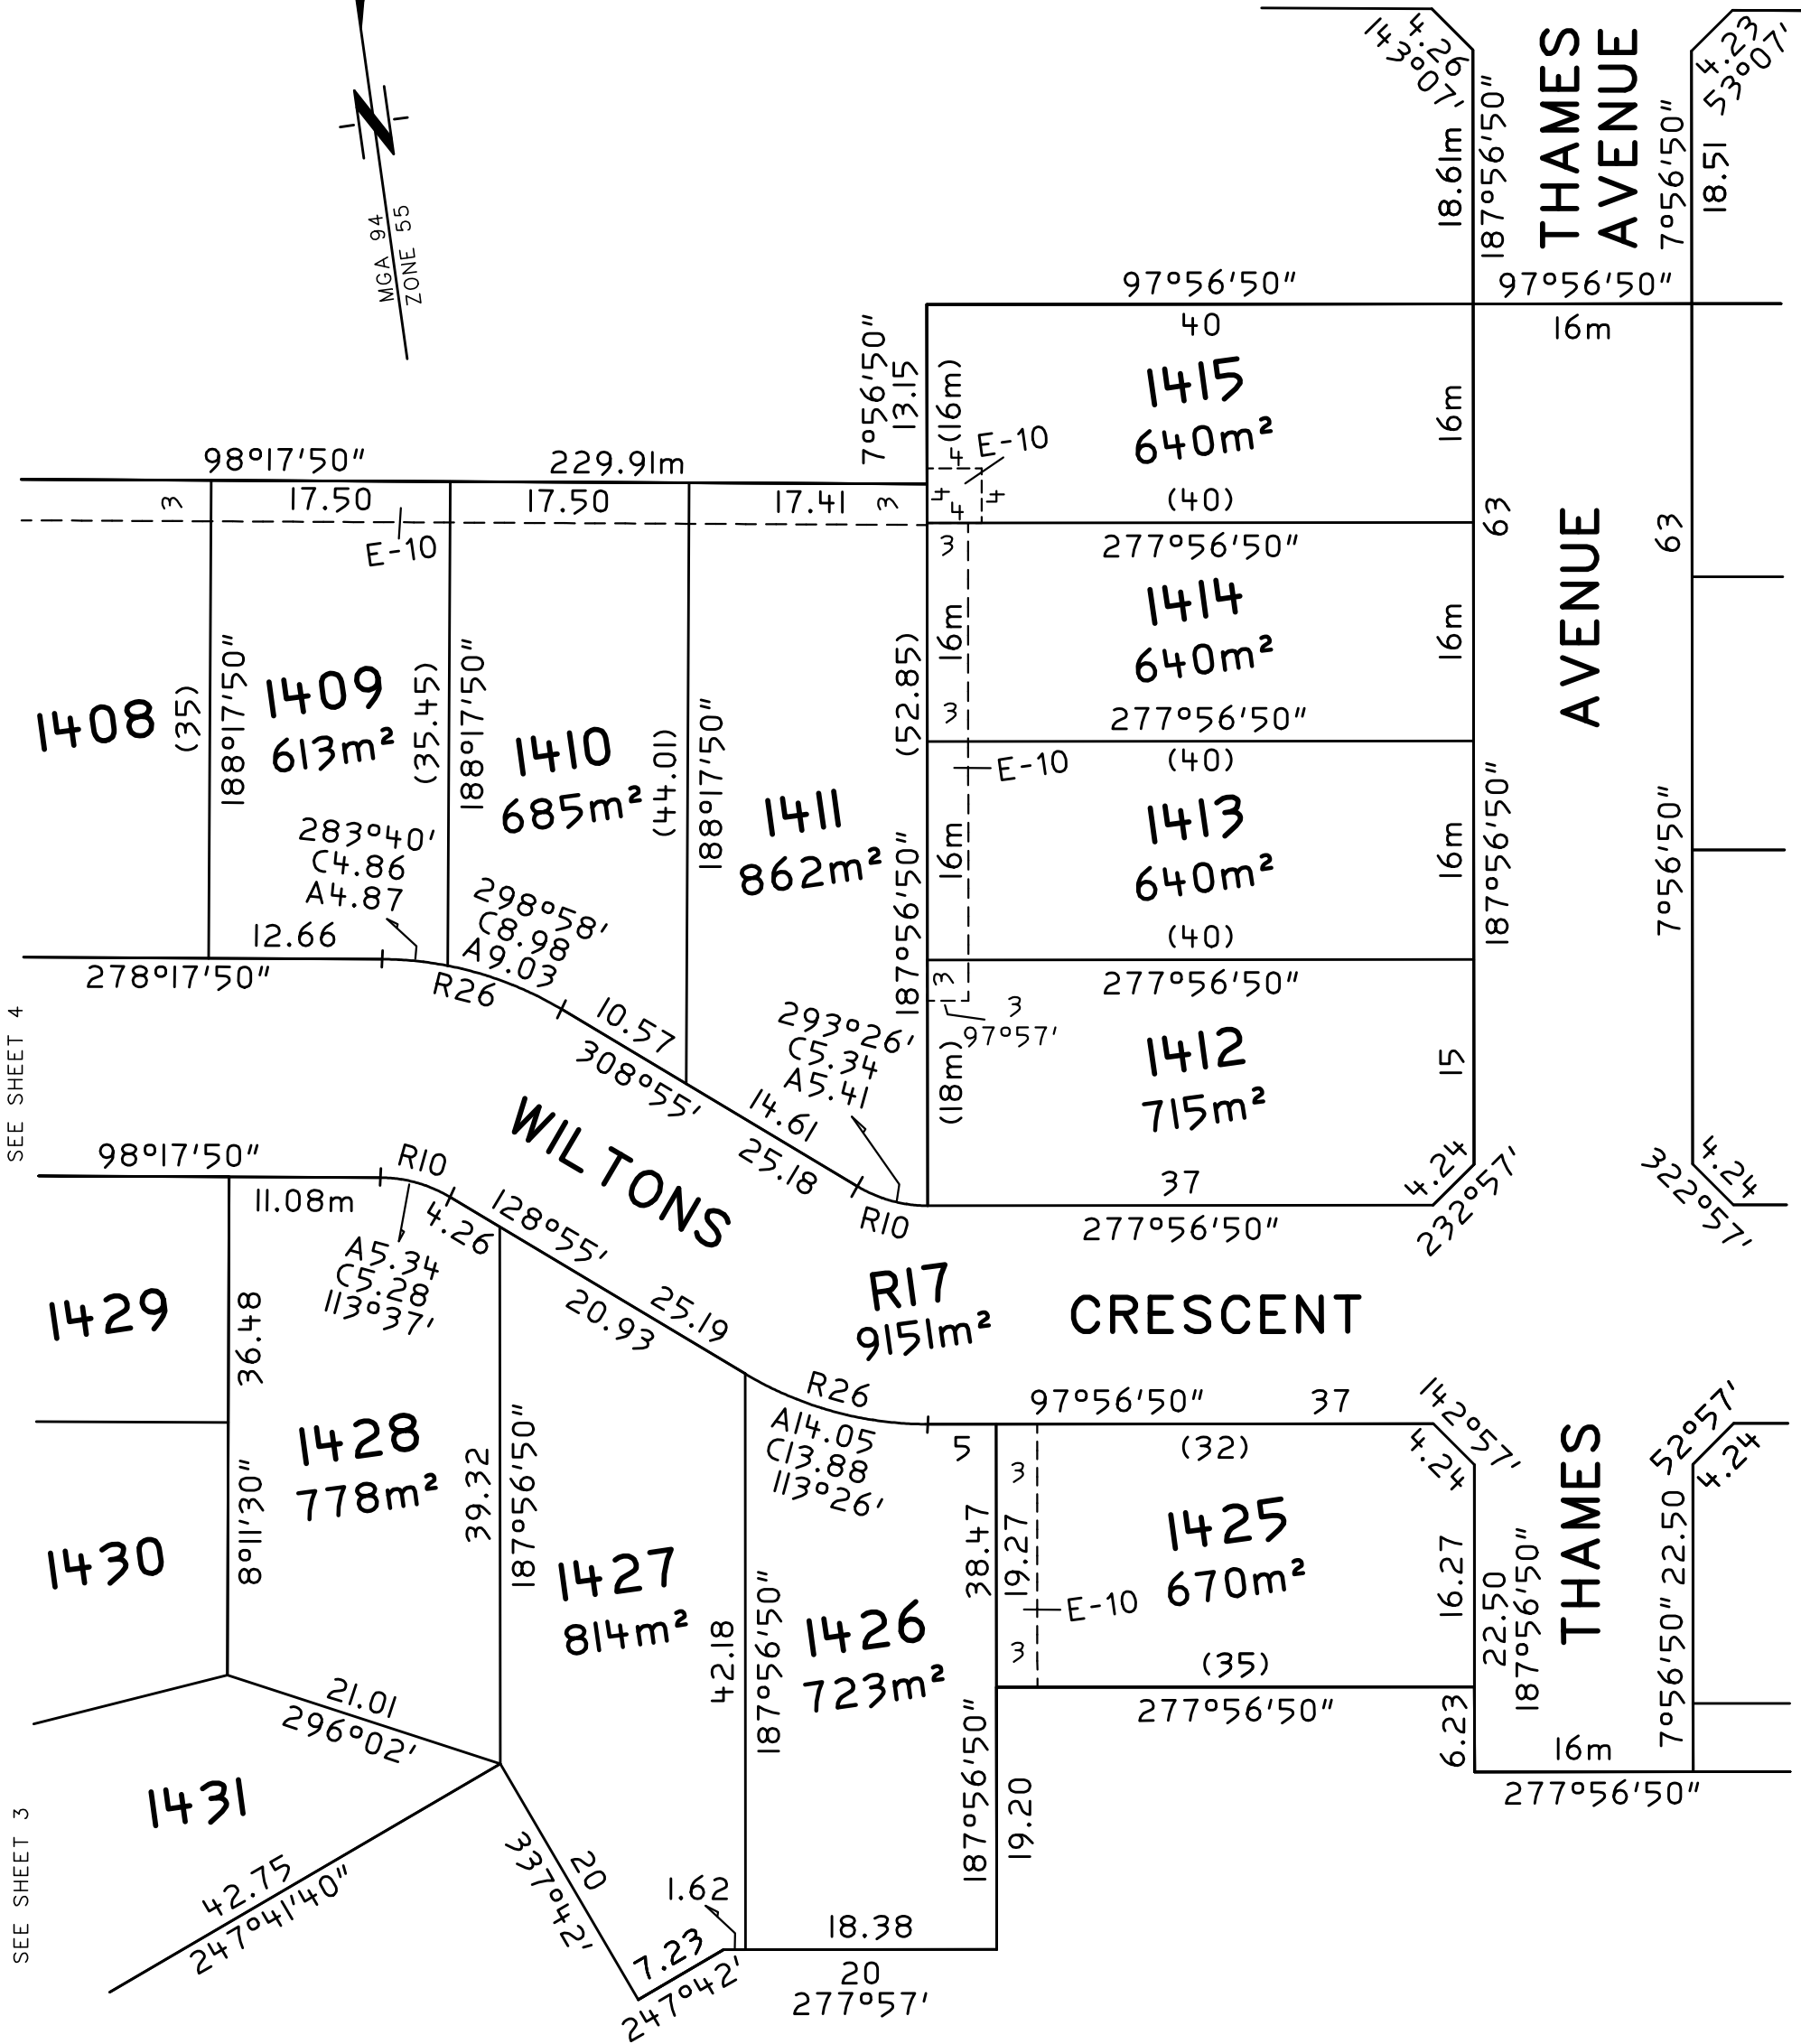 4.26
143°07'
18.61m
187°56'50"
THAMES
AVENUE
7°56'50"
18.51
4.23
53°07'
MGA 94
ZONE 55
97°56'50"
97°56'50"
40
16m
7°56'50"
13.15
(16m)
1415
640m²
16m
E-10
4
4
4
4
(40)
98°17'50"
229.91m
3
17.50
17.50
17.41
3
E-10
3
277°56'50"
63
AVENUE
63
1414
640m²
16m
16m
(52.85)
3
277°56'50"
1408
(35)
188°17'50"
1409
613m²
(35.45)
188°17'50"
1410
685m²
(44.01)
188°17'50"
1411
862m²
E-10
(40)
1413
640m²
16m
16m
187°56'50"
187°56'50"
7°56'50"
(40)
283°40'
C4.86
A4.87
298°58'
C8.98
A9.03
12.66
278°17'50"
R26
10.57
308°55'
293°26'
C5.34
A5.41
3
3
97°57'
277°56'50"
1412
715m²
(18m)
15
14.61
25.18
37
4.24
232°57'
4.24
322°57'
277°56'50"
R10
SEE SHEET 4
98°17'50"
R10
WILTONS
11.08m
4.26
128°55'
A5.34
C5.28
113°37'
20.93
25.19
R17
9151m²
CRESCENT
1429
36.48
R26
A14.05
C13.88
113°26'
97°56'50"
37
5
(32)
142°57'
4.24
52°57'
4.24
1428
778m²
39.32
187°56'50"
8°11'30"
1430
3
38.47
19.27
1425
670m²
E-10
3
16.27
22.50
187°56'50"
THAMES
7°56'50" 22.50
1427
814m²
42.18
187°56'50"
1426
723m²
(35)
277°56'50"
6.23
16m
277°56'50"
21.01
296°02'
187°56'50"
19.20
1431
SEE SHEET 3
42.75
247°41'40"
20
337°42'
1.62
7.23
247°42'
18.38
20
277°57'